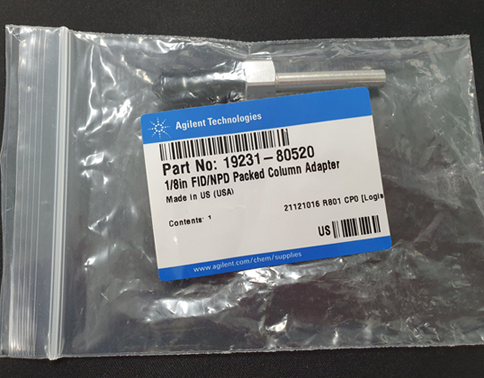 Agilent Technologies
Part No: 19231-80520
1/8in FID/NPD Packed Column Adapter
Made in US (USA)
Contents: 1
21121016 R801 CPO [Logis
US
www.agilent.com/chem/supplies